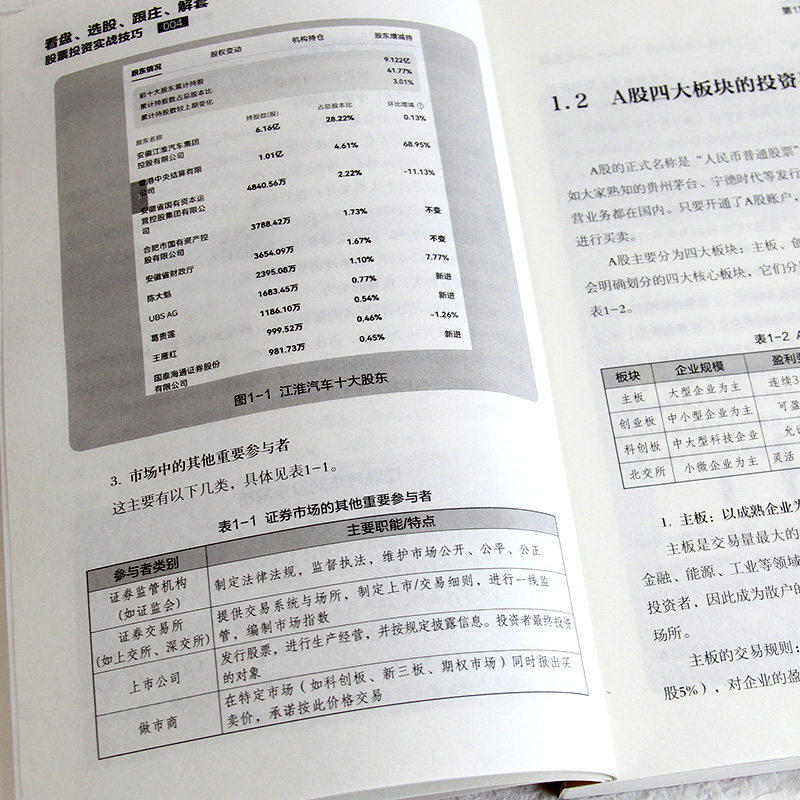 看盘、选股、跟庄、解套
股票投资实战技巧 004
股东情况 股权变动 机构持仓 股东增减持
前十大股东累计持股 9.122亿
累计持股数占总股本比 41.77%
累计持股数较上期变化 3.01%
股东名称 持股数(股) 占总股本比 环比增减
安徽江淮汽车集团控股有限公司 6.16亿 28.22% 0.13%
香港中央结算有限公司 1.01亿 4.61% 68.95%
安徽省国有资本运营控股集团有限公司 4840.56万 2.22% -11.13%
合肥市国有资产控股有限公司 3788.42万 1.73% 不变
安徽省财政厅 3654.09万 1.67% 不变
陈大魁 2395.08万 1.10% 7.77%
UBS AG 1683.45万 0.77% 新进
葛贵莲 1186.10万 0.54% 新进
王雁红 999.52万 0.46% -1.26%
国泰海通证券股份有限公司 981.73万 0.45% 新进
图1-1 江淮汽车十大股东
3. 市场中的其他重要参与者
这主要有以下几类，具体见表1-1。
表1-1 证券市场的其他重要参与者
参与者类别 主要职能/特点
证券监管机构
(如证监会)
制定法律法规，监督执法，维护市场公开、公平、公正
证券交易所
(如上交所、深交所)
提供交易系统与场所，制定上市/交易细则，进行一线监
管，编制市场指数
上市公司
发行股票，进行生产经营，并按规定披露信息。投资者最终投资
的对象
做市商
在特定市场（如科创板、新三板、期权市场）同时报出买
卖价，承诺按此价格交易
第1
1.2 A股四大板块的投资
A股的正式名称是“人民币普通股票”
如大家熟知的贵州茅台、宁德时代等发行
营业务都在国内。只要开通了A股账户，
进行买卖。
A股主要分为四大板块：主板、创
会明确划分的四大核心板块，它们分
表1-2。
表1-2 A
板块 企业规模 盈利
主板 大型企业为主 连续3
创业板 中小型企业为主 可盈
科创板 中大型科技企业 允
北交所 小微企业为主 灵活
1. 主板：以成熟企业为
主板是交易量最大的
金融、能源、工业等领域
投资者，因此成为散户的
场所。
主板的交易规则：
股5%），对企业的盈